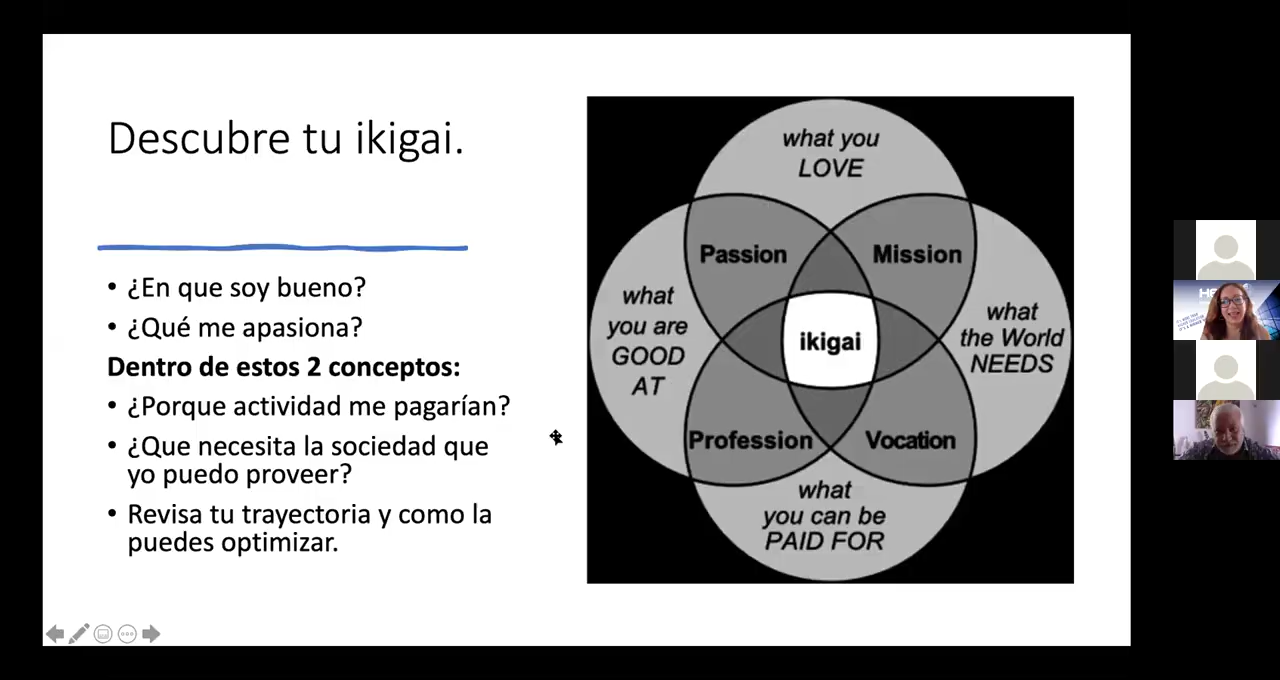 Descubre tu ikigai.
• ¿En que soy bueno?
• ¿Qué me apasiona?
Dentro de estos 2 conceptos:
• ¿Porque actividad me pagarían?
• ¿Que necesita la sociedad que
yo puedo proveer?
• Revisa tu trayectoria y como la
puedes optimizar.
what you
LOVE
Passion
Mission
what
you are
GOOD
AT
ikigai
what
the World
NEEDS
Profession
Vocation
what
you can be
PAID FOR